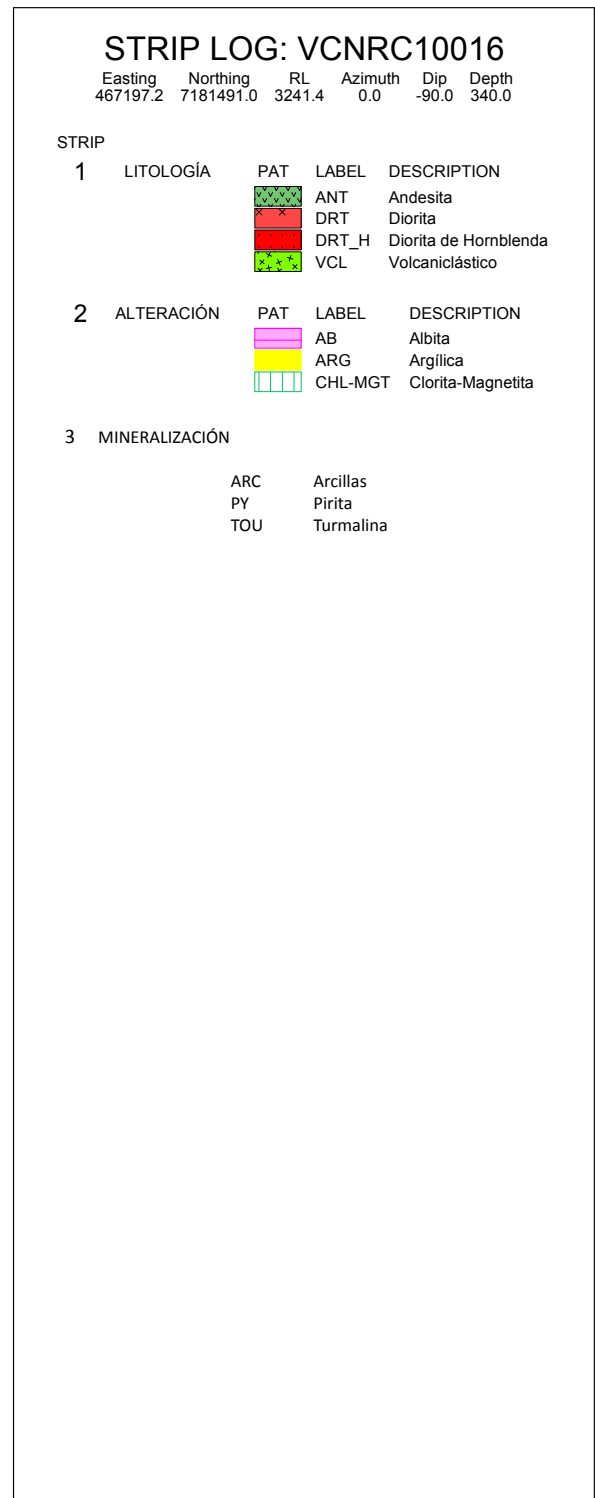 STRIP LOG: VCNRC10016
Easting Northing RL Azimuth Dip Depth
467197.2 7181491.0 3241.4 0.0 -90.0 340.0
STRIP
1 LITOLOGÍA PAT LABEL DESCRIPTION
ANT Andesita
DRT Diorita
DRT_H Diorita de Hornblenda
VCL Volcaniclástico
2 ALTERACIÓN PAT LABEL DESCRIPTION
AB Albita
ARG Argílica
CHL-MGT Clorita-Magnetita
3 MINERALIZACIÓN
ARC Arcillas
PY Pirita
TOU Turmalina